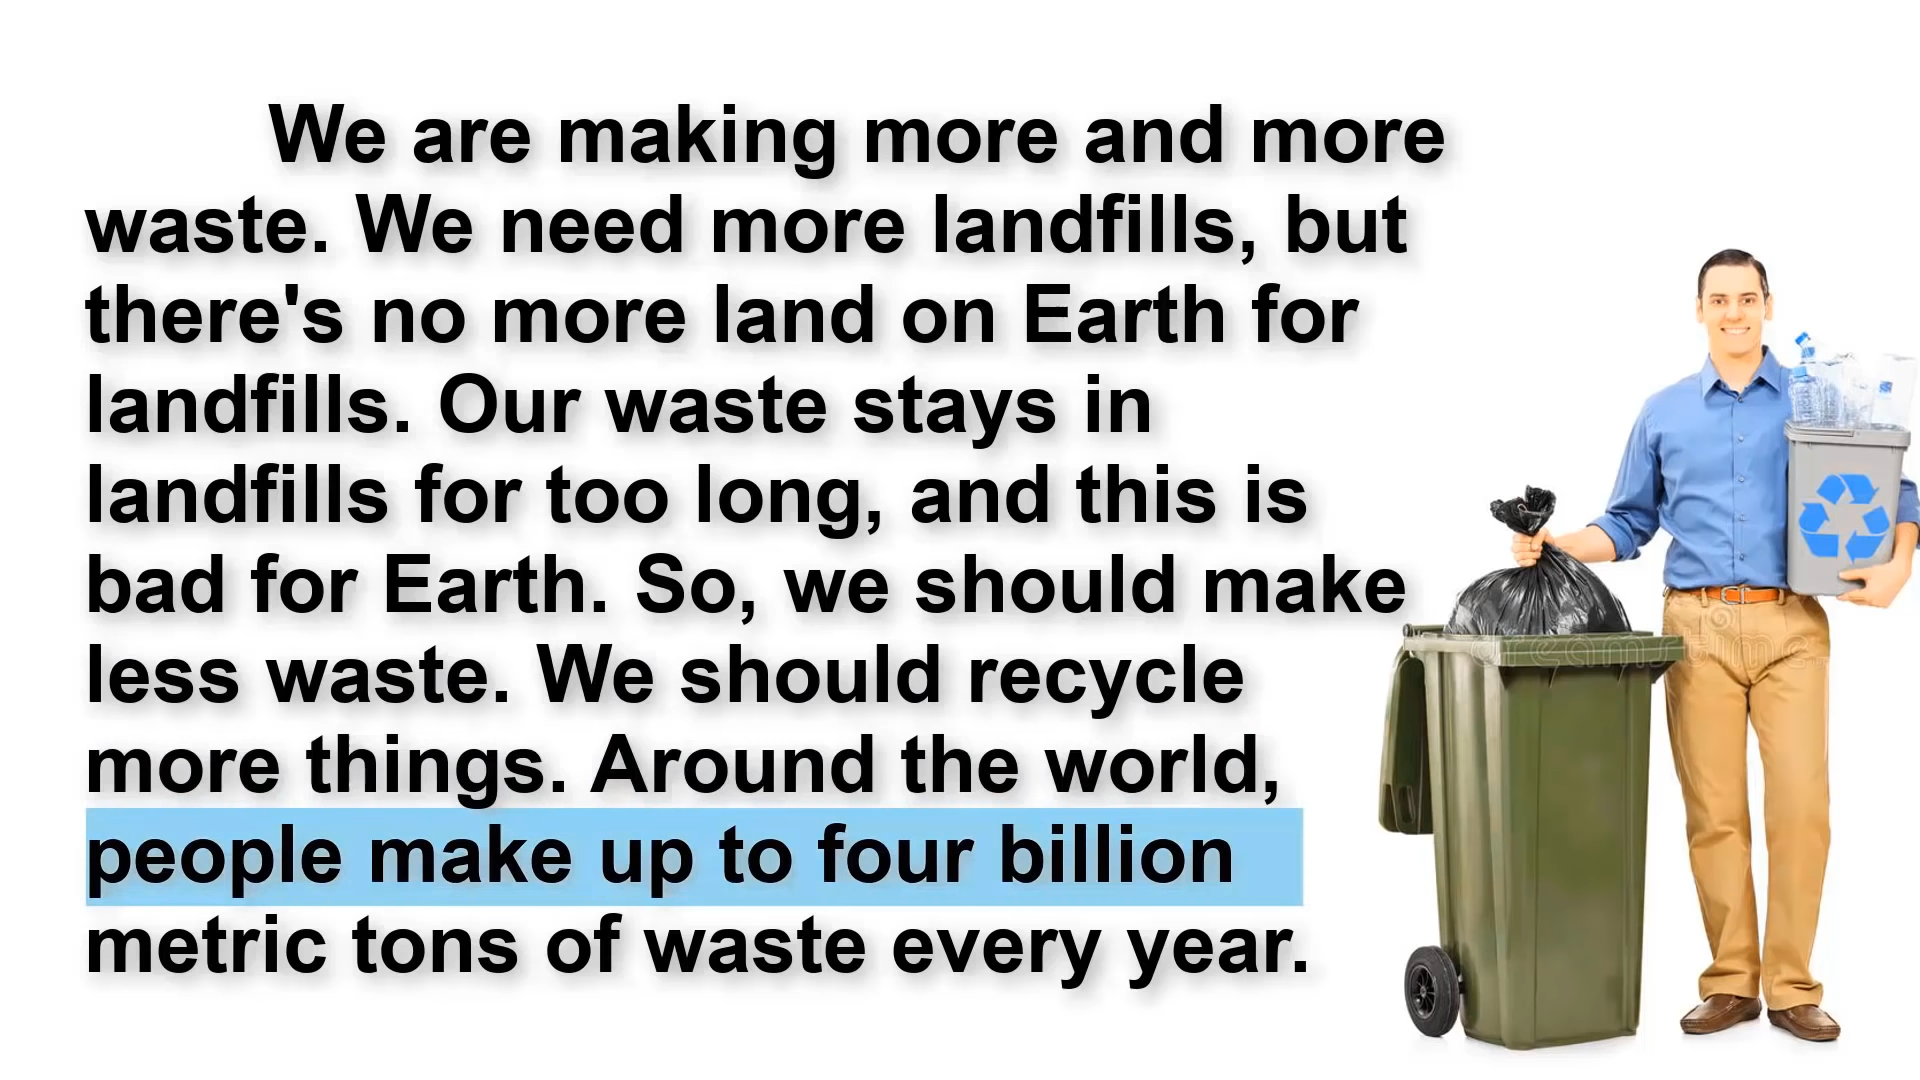 We are making more and more
waste. We need more landfills, but
there's no more land on Earth for
landfills. Our waste stays in
landfills for too long, and this is
bad for Earth. So, we should make
less waste. We should recycle
more things. Around the world,
people make up to four billion
metric tons of waste every year.
dreamstime